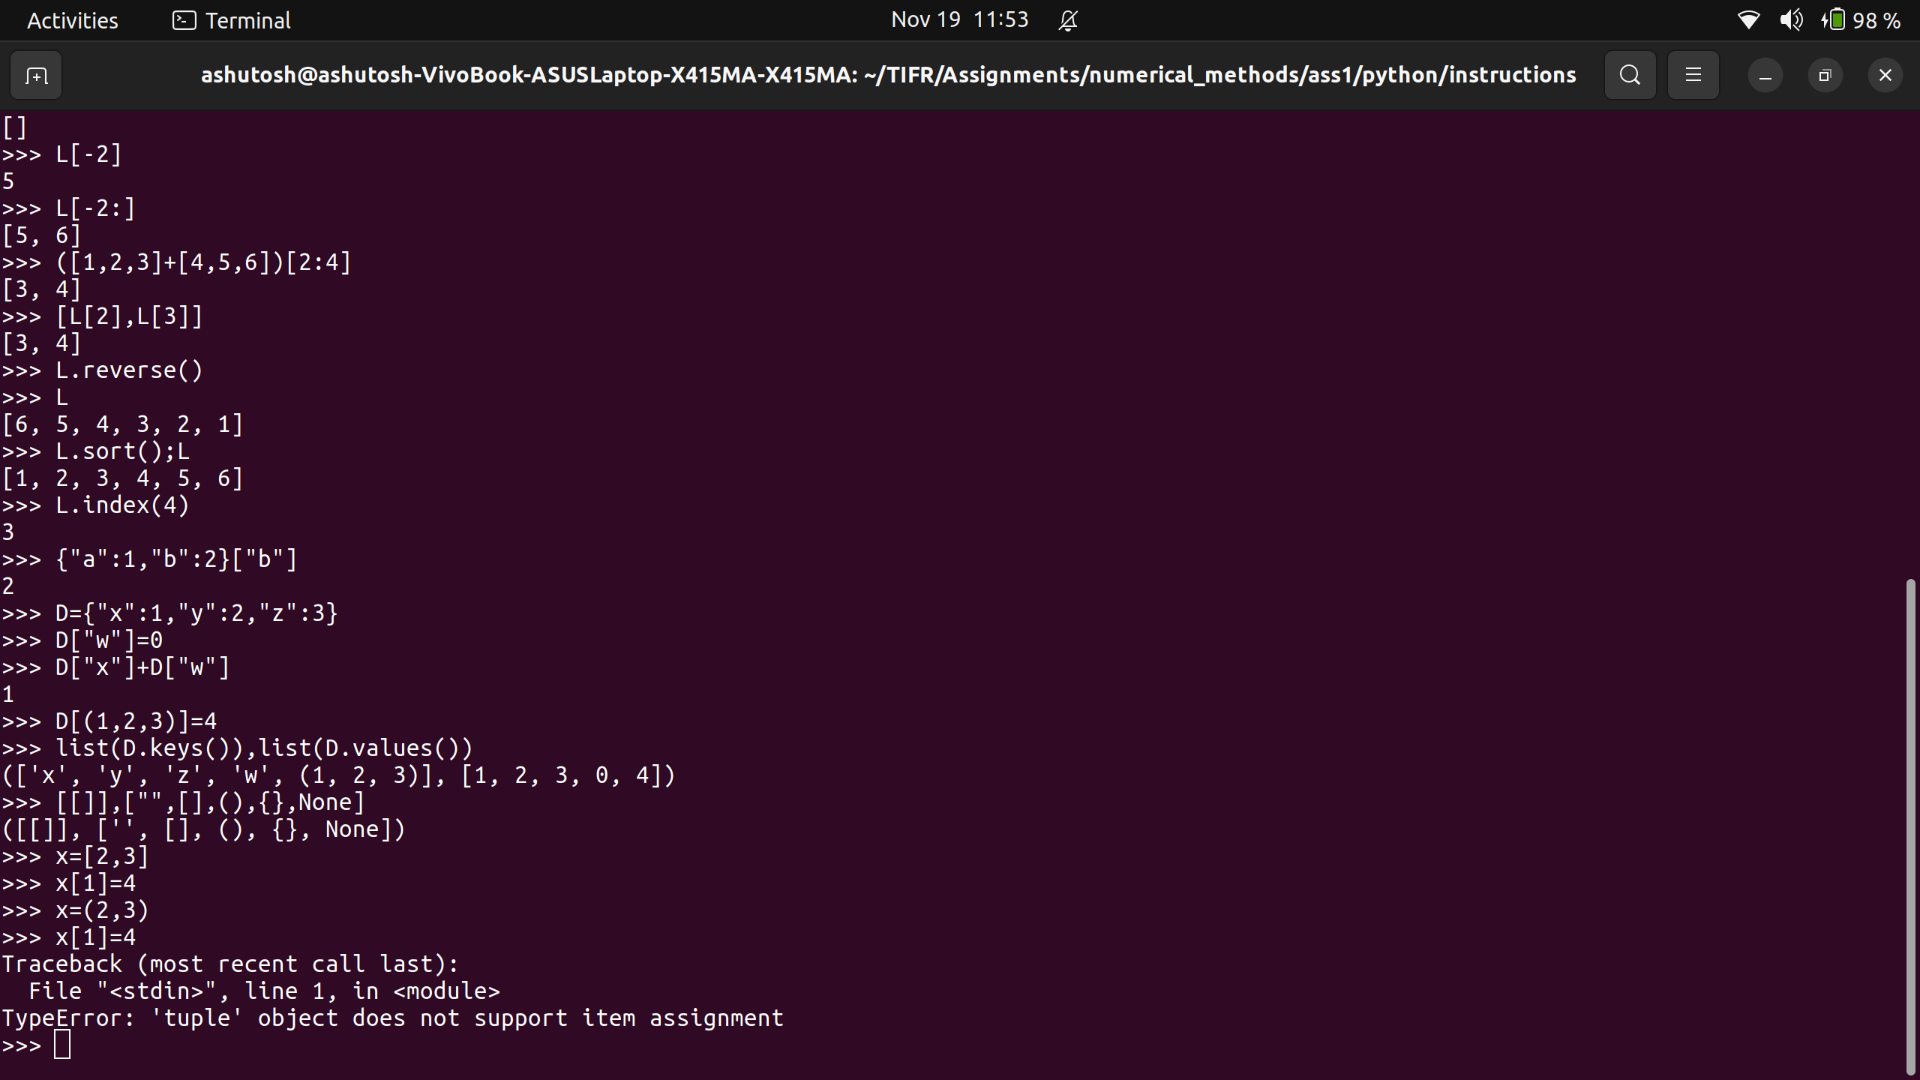 Activities Terminal Nov 19 11:53 98 %
ashutosh@ashutosh-VivoBook-ASUSLaptop-X415MA-X415MA: ~/TIFR/Assignments/numerical_methods/ass1/python/instructions
[]
>>> L[-2]
5
>>> L[-2:]
[5, 6]
>>> ([1,2,3]+[4,5,6])[2:4]
[3, 4]
>>> [L[2],L[3]]
[3, 4]
>>> L.reverse()
>>> L
[6, 5, 4, 3, 2, 1]
>>> L.sort();L
[1, 2, 3, 4, 5, 6]
>>> L.index(4)
3
>>> {"a":1,"b":2}["b"]
2
>>> D={"x":1,"y":2,"z":3}
>>> D["w"]=0
>>> D["x"]+D["w"]
1
>>> D[(1,2,3)]=4
>>> list(D.keys()),list(D.values())
(['x', 'y', 'z', 'w', (1, 2, 3)], [1, 2, 3, 0, 4])
>>> [[]],["",[],(),{},None]
([[]], ['', [], (), {}, None])
>>> x=[2,3]
>>> x[1]=4
>>> x=(2,3)
>>> x[1]=4
Traceback (most recent call last):
  File "<stdin>", line 1, in <module>
TypeError: 'tuple' object does not support item assignment
>>>